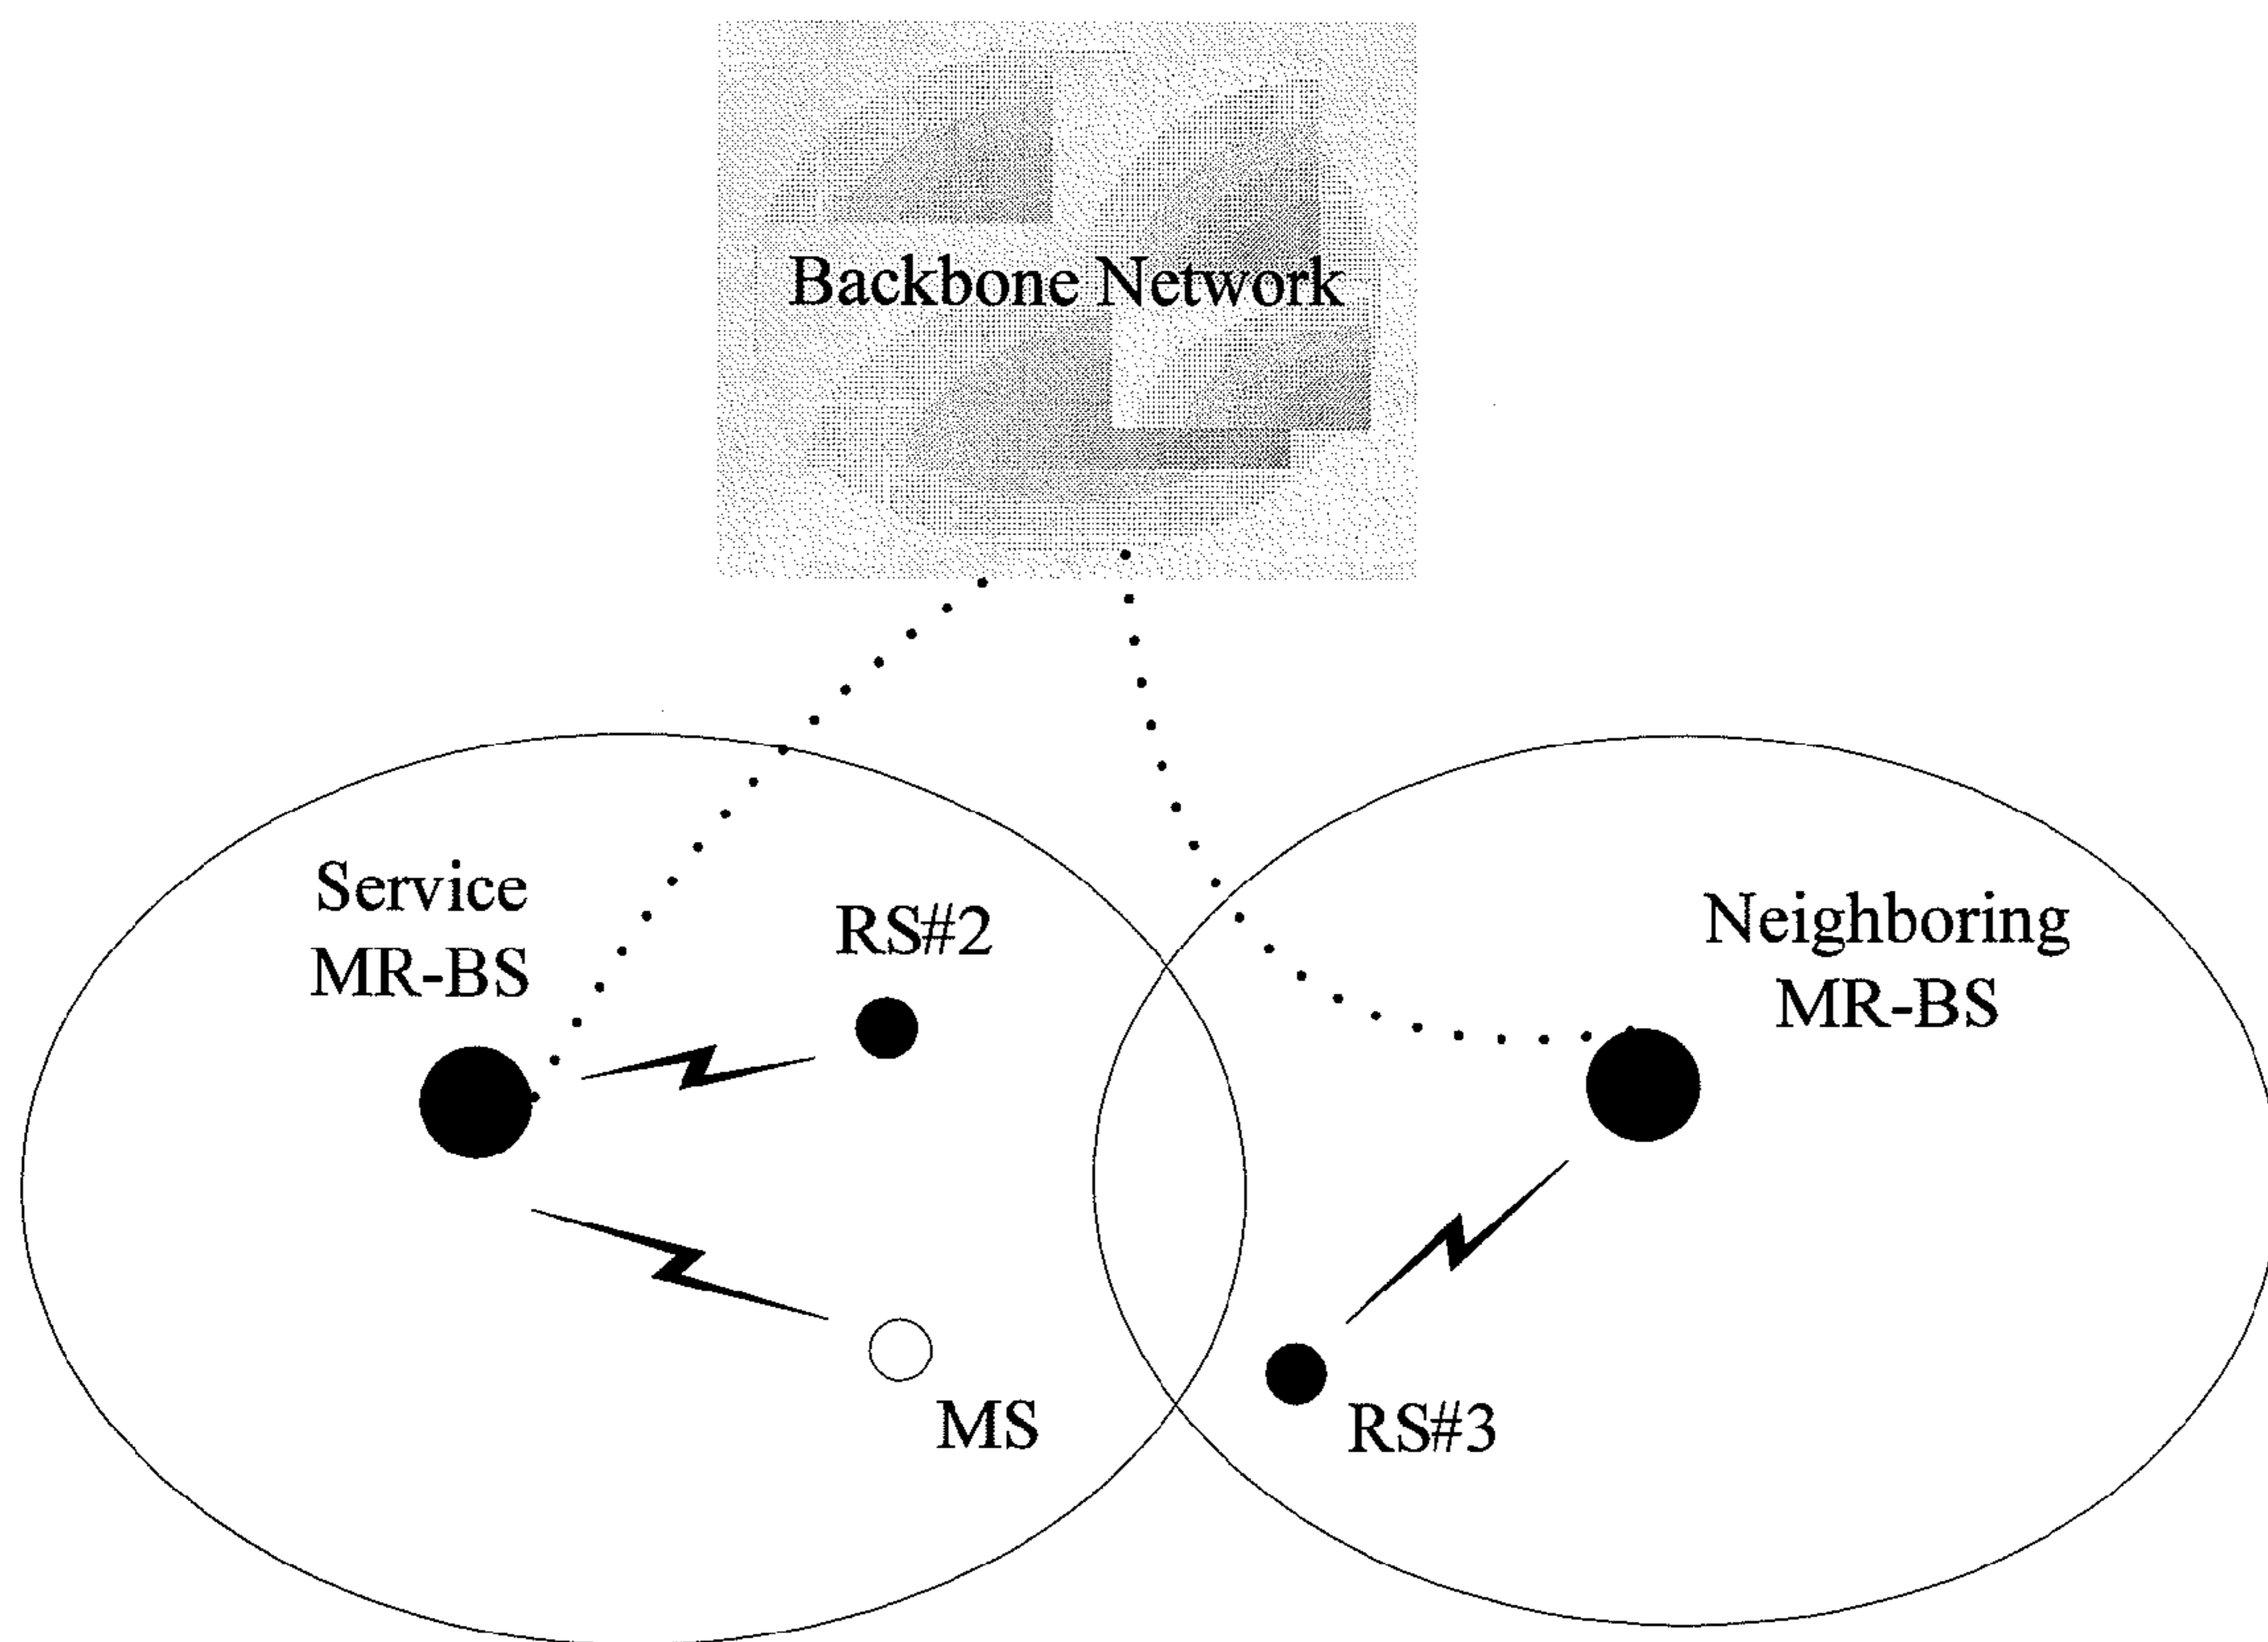 Backbone Network
Service
MR-BS
RS#2
Neighboring
MR-BS
MS
RS#3